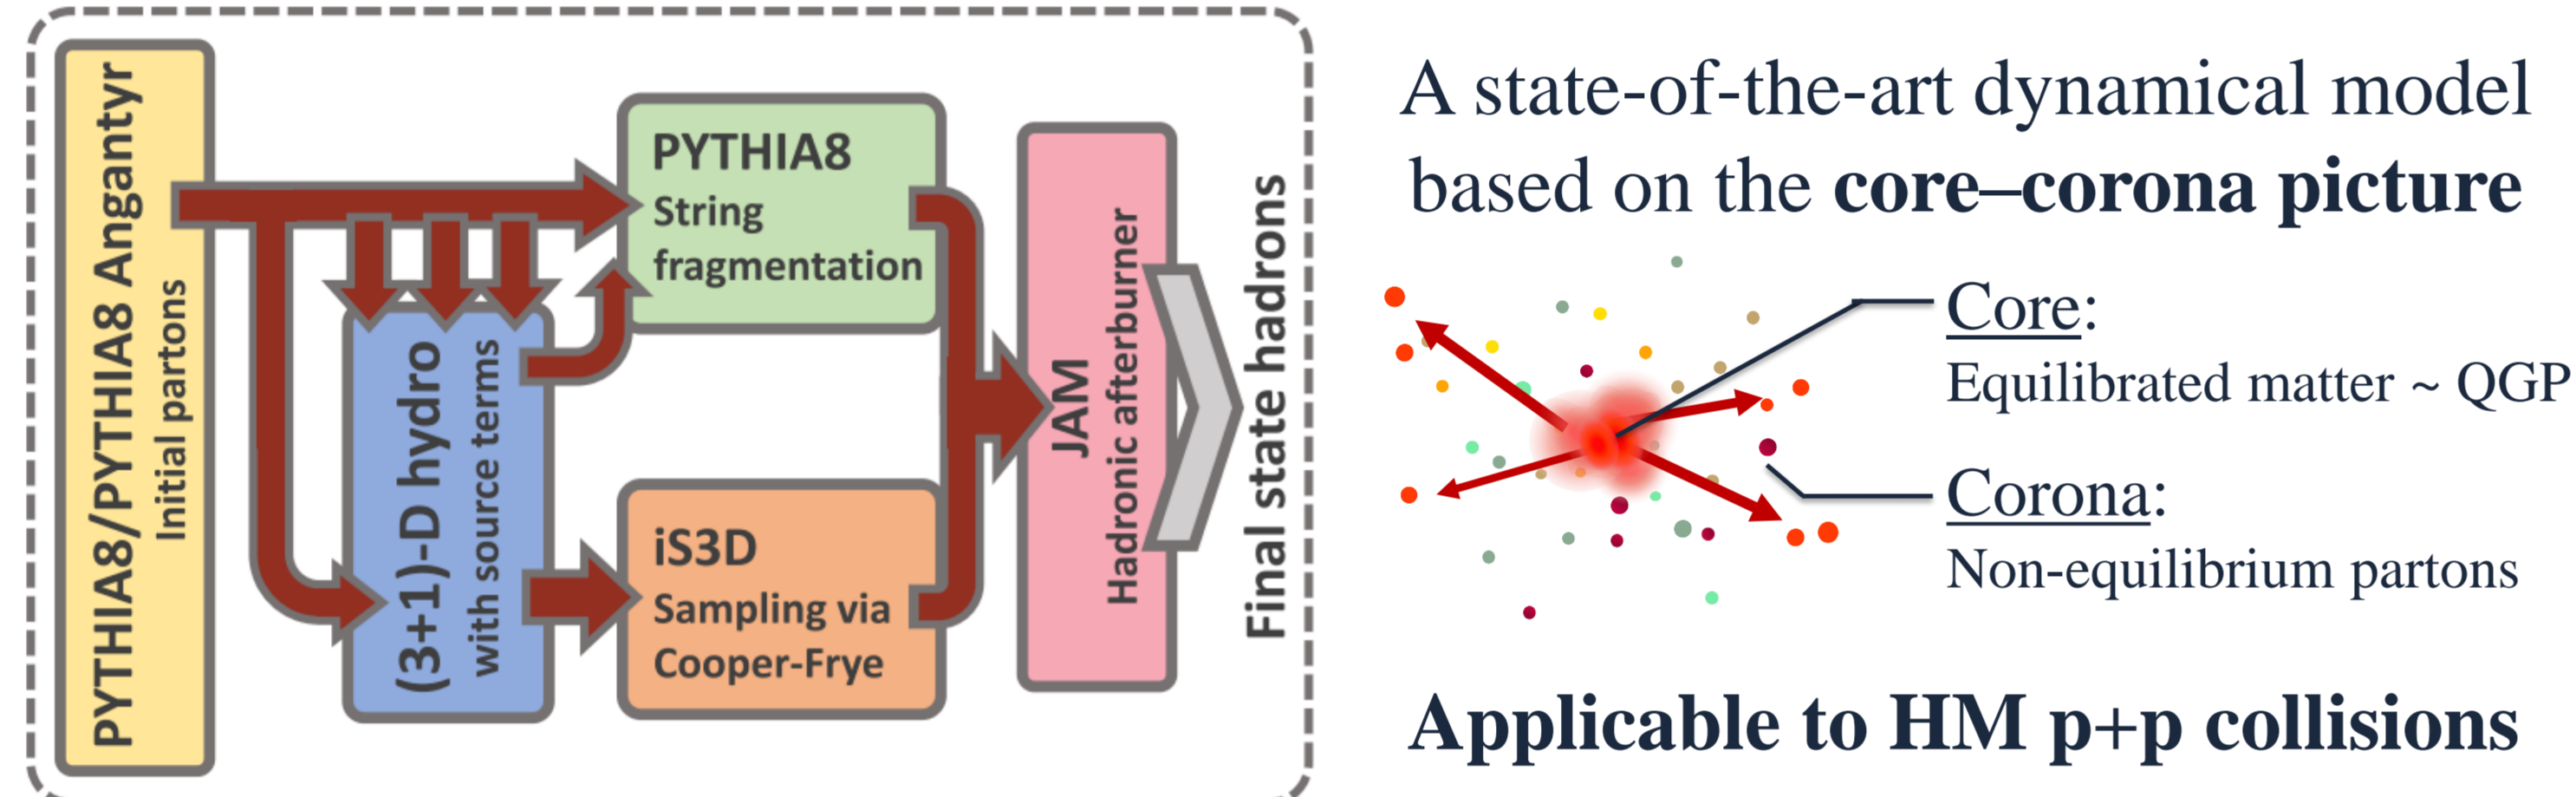 PYTHIA8/PYTHIA8 Angantyr
Initial partons
(3+1)-D hydro
with source terms
PYTHIA8
String
fragmentation
iS3D
Sampling via
Cooper-Frye
JAM
Hadronic afterburner
Final state hadrons
A state-of-the-art dynamical model
based on the core–corona picture
Core:
Equilibrated matter ~ QGP
Corona:
Non-equilibrium partons
Applicable to HM p+p collisions